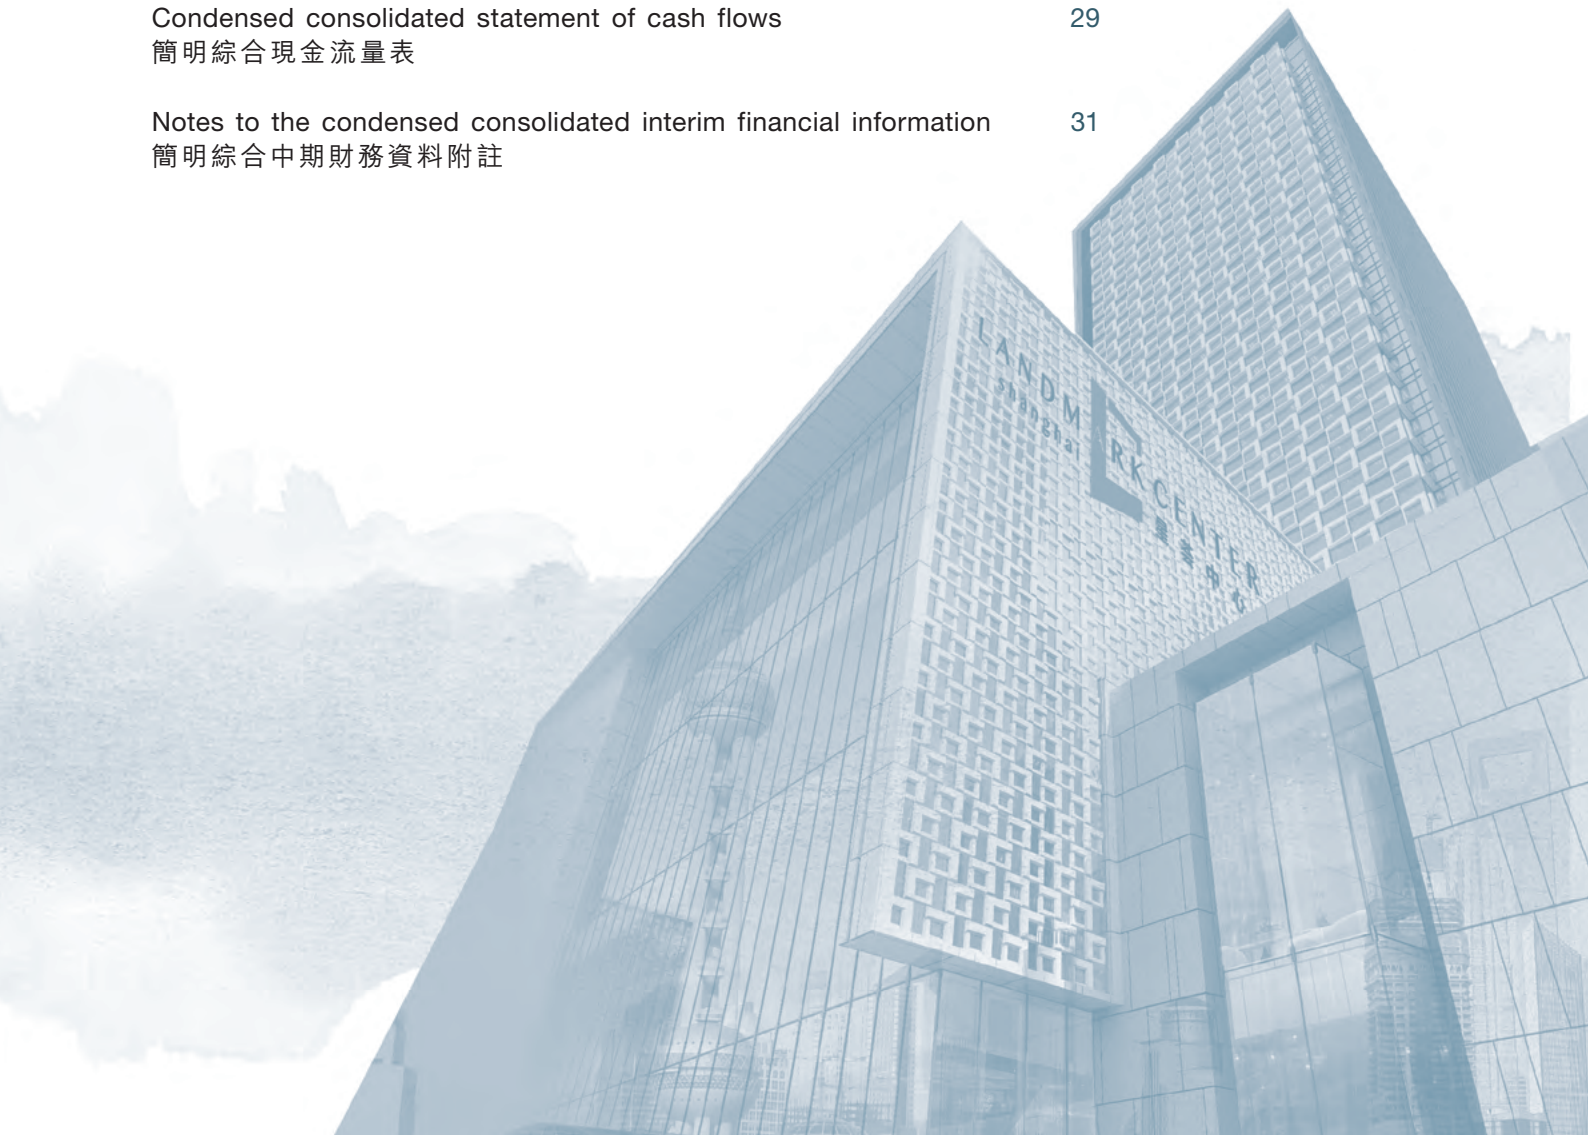 Condensed consolidated statement of cash flows 29
簡明綜合現金流量表
Notes to the condensed consolidated interim financial information 31
簡明綜合中期財務資料附註
LANDMARK CENTER
Shanghai
中心